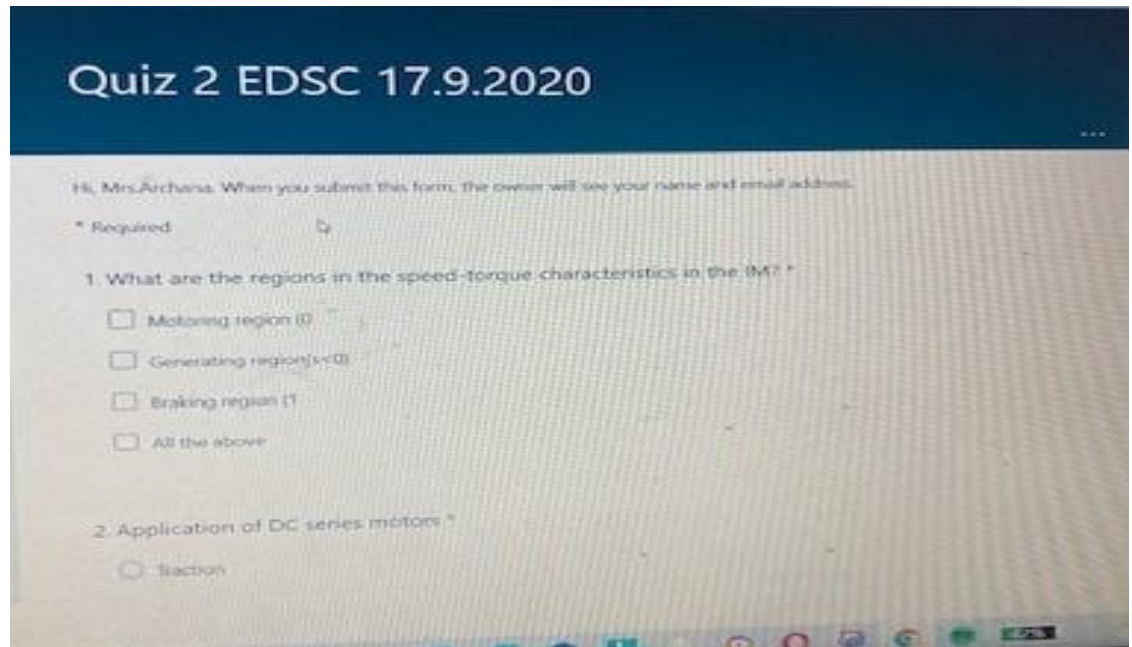 Quiz 2 EDSC 17.9.2020
...
Hi, Mrs.Archana. When you submit this form, the owner will see your name and email address.
* Required
1. What are the regions in the speed-torque characteristics in the IM? *
Motoring region (0
Generating region(s<0)
Braking region (1
All the above
2. Application of DC series motors *
Traction